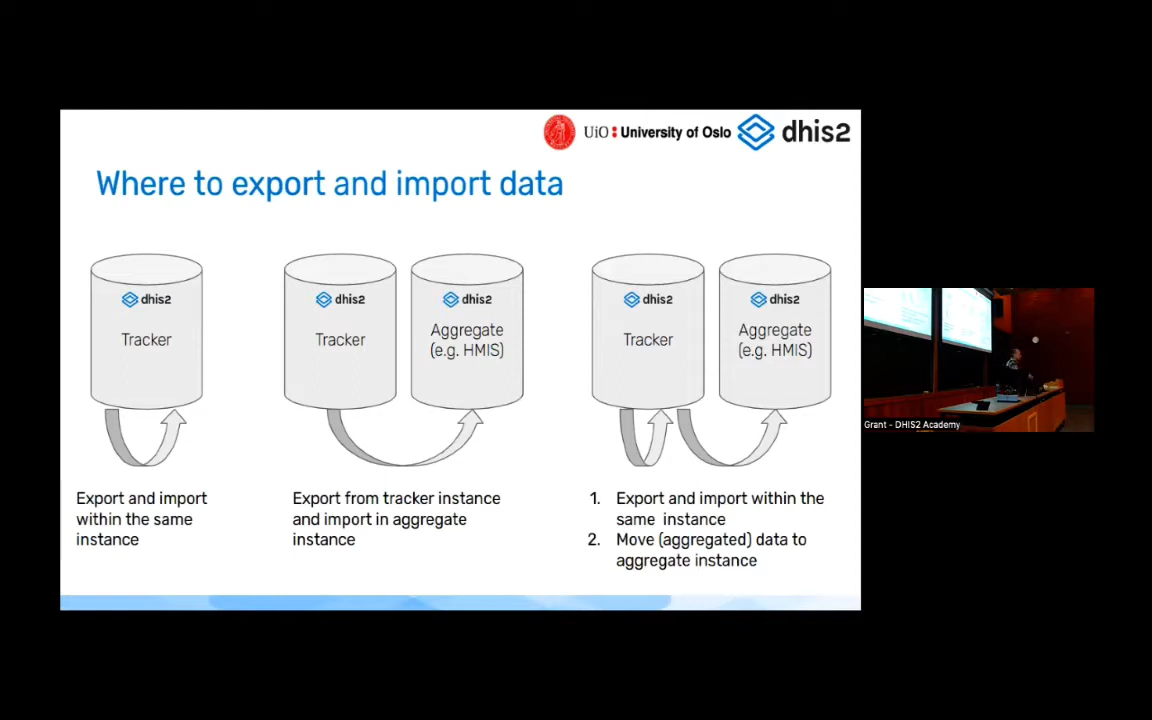 UiO: University of Oslo
dhis2
Where to export and import data
dhis2
Tracker
dhis2
Tracker
dhis2
Aggregate
(e.g. HMIS)
dhis2
Tracker
dhis2
Aggregate
(e.g. HMIS)
Export and import
within the same
instance
Export from tracker instance
and import in aggregate
instance
1. Export and import within the
same instance
2. Move (aggregated) data to
aggregate instance
Grant - DHIS2 Academy